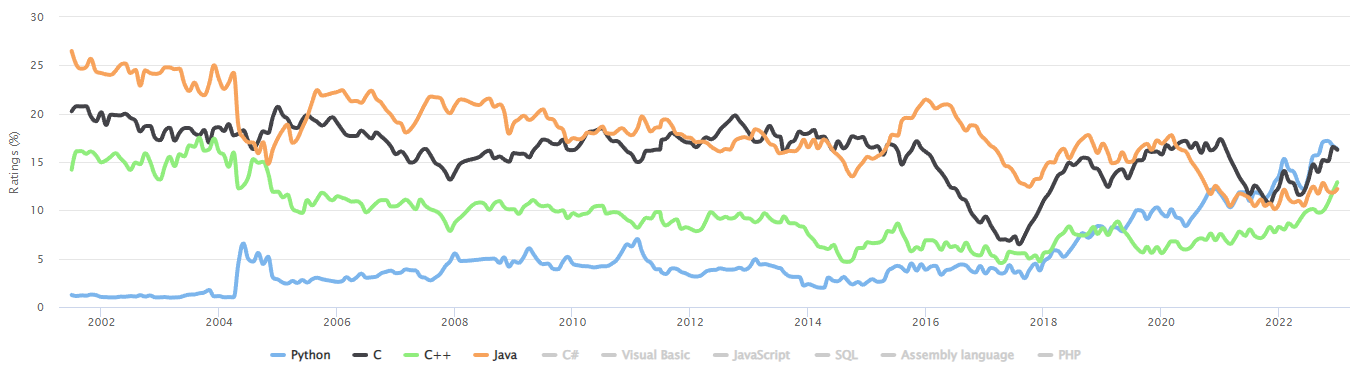 30
25
20
15
10
5
0
Ratings (%)
2002 2004 2006 2008 2010 2012 2014 2016 2018 2020 2022
Python C C++ Java C# Visual Basic JavaScript SQL Assembly language PHP